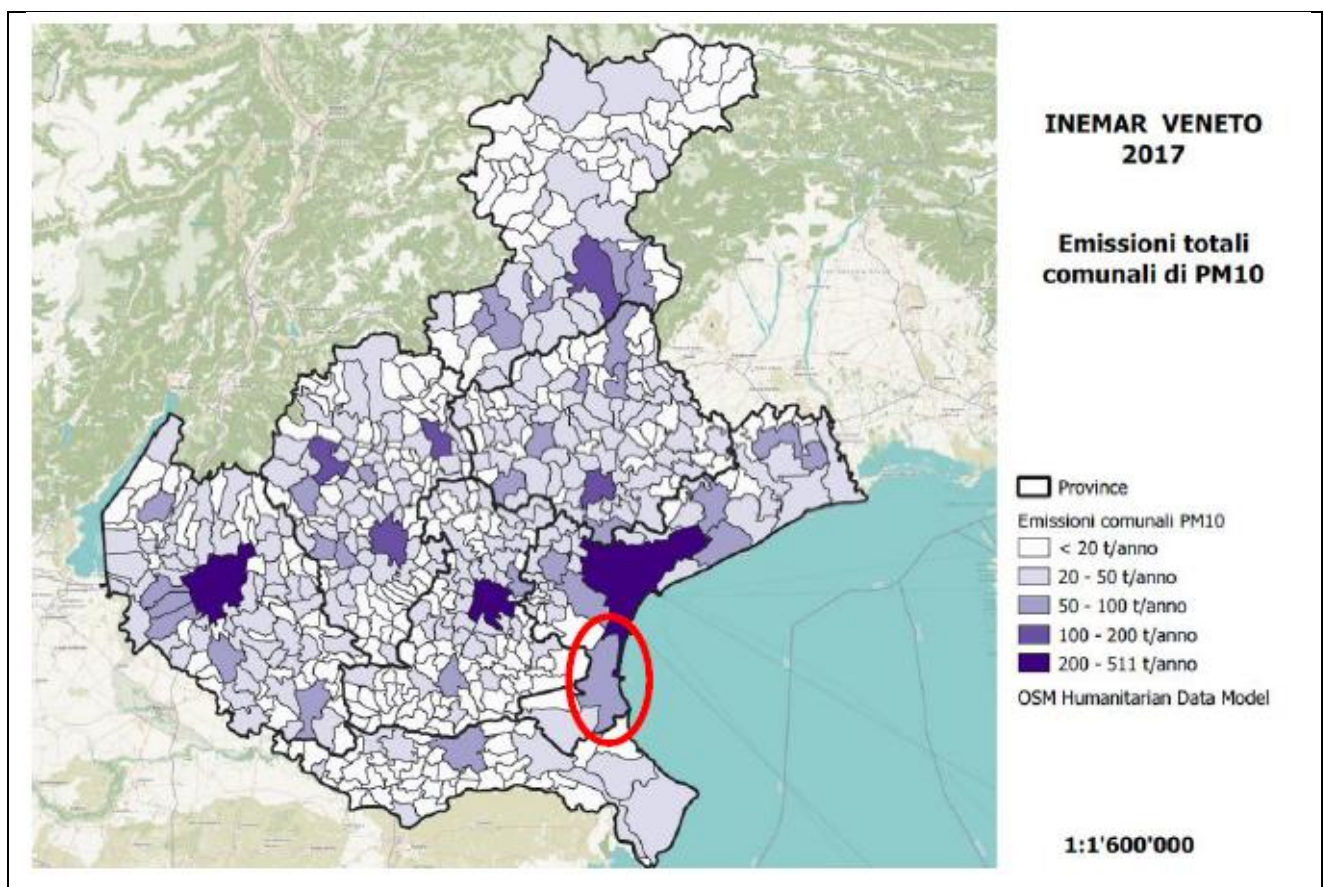 INEMAR VENETO
2017
Emissioni totali
comunali di PM10
Province
Emissioni comunali PM10
< 20 t/anno
20 - 50 t/anno
50 - 100 t/anno
100 - 200 t/anno
200 - 511 t/anno
OSM Humanitarian Data Model
1:1'600'000